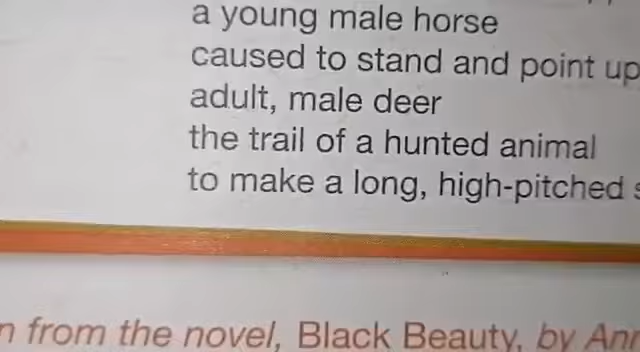 a young male horse
caused to stand and point up
adult, male deer
the trail of a hunted animal
to make a long, high-pitched
from the novel, Black Beauty, by